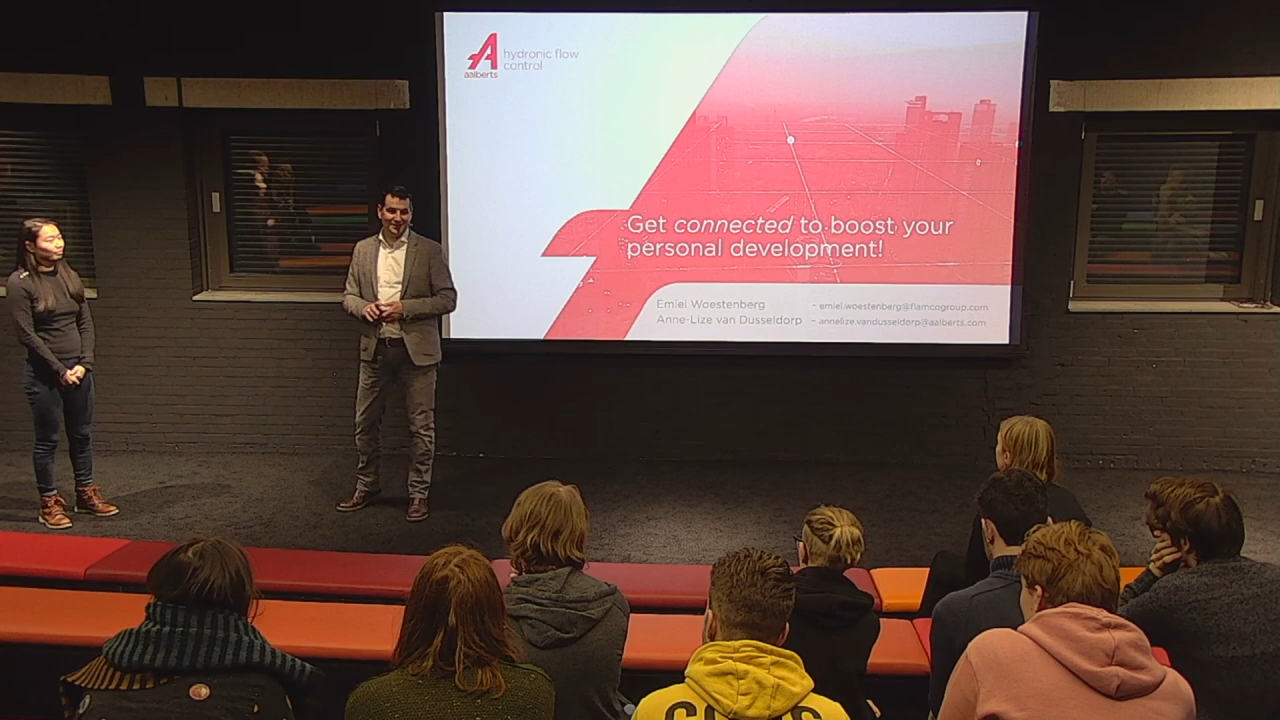 aalberts
hydronic flow
control
Get connected to boost your
personal development!
Emiel Woestenberg - emiel.woestenberg@flamcogroup.com
Anne-Lize van Dusseldorp - annelize.vandusseldorp@aalberts.com